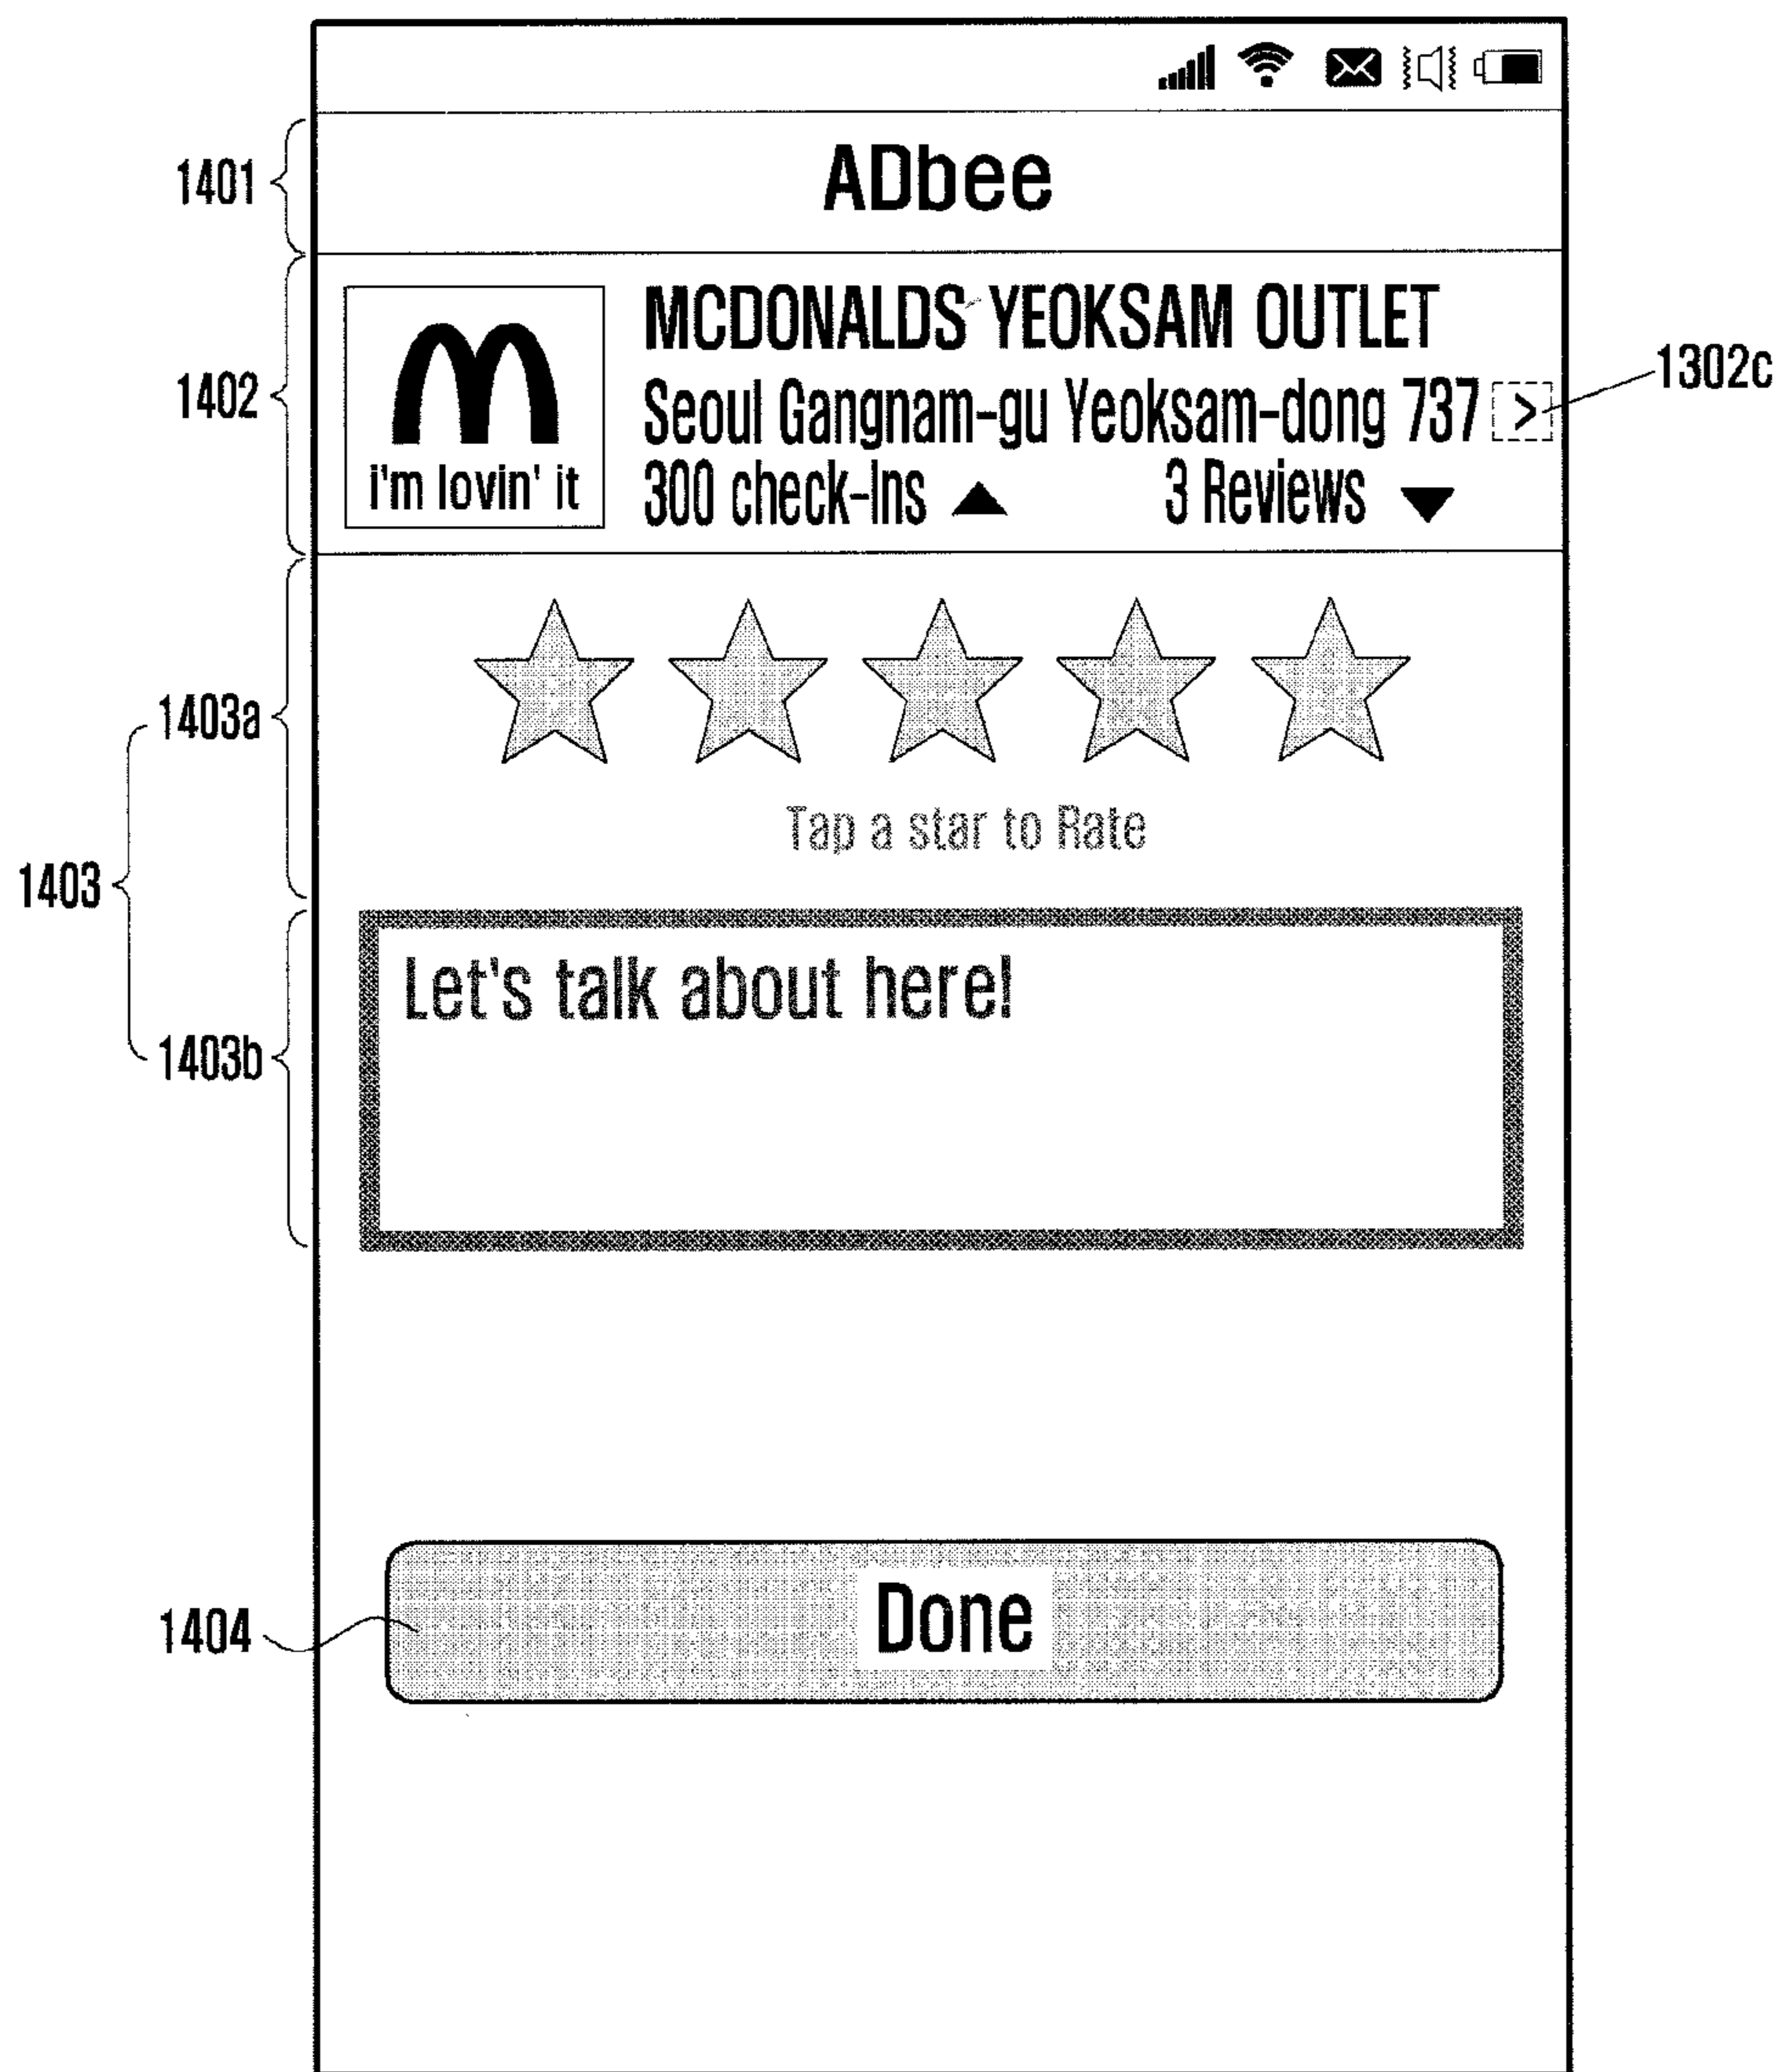 1401
ADbee
1402
i'm lovin' it
MCDONALDS YEOKSAM OUTLET
Seoul Gangnam-gu Yeoksam-dong 737 >
1302c
300 check-Ins ▲ 3 Reviews ▼
1403a
Tap a star to Rate
1403
1403b
Let's talk about here!
1404
Done